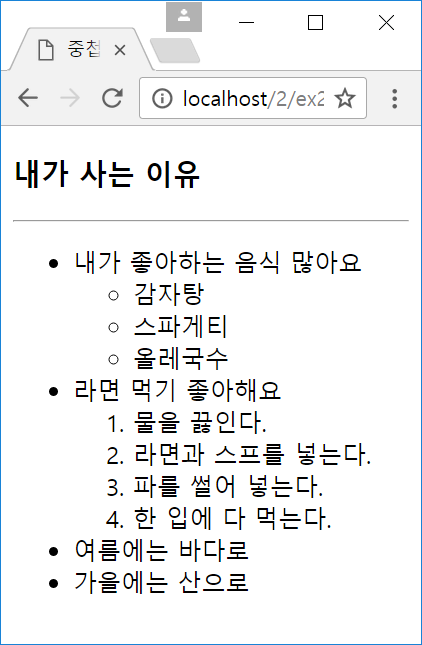 중첩
localhost/2/ex2
내가 사는 이유
내가 좋아하는 음식 많아요
감자탕
스파게티
올레국수
라면 먹기 좋아해요
1. 물을 끓인다.
2. 라면과 스프를 넣는다.
3. 파를 썰어 넣는다.
4. 한 입에 다 먹는다.
여름에는 바다로
가을에는 산으로